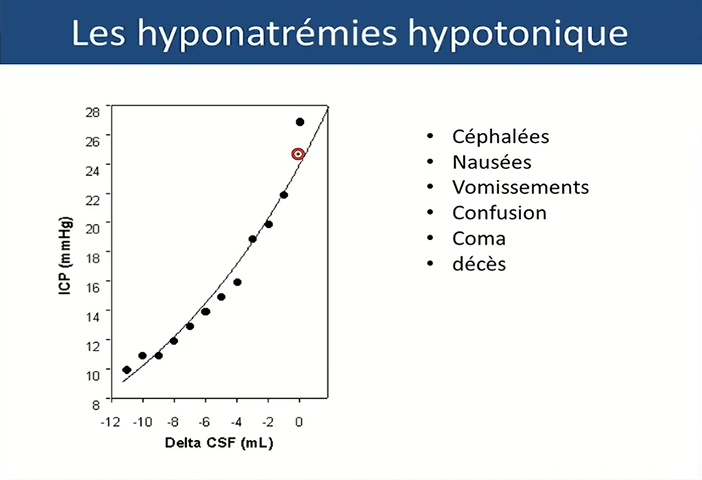 Les hyponatrémies hypotonique
28
26
24
22
20
18
16
14
12
10
8
ICP (mmHg)
-12 -10 -8 -6 -4 -2 0
Delta CSF (mL)
• Céphalées
• Nausées
• Vomissements
• Confusion
• Coma
• décès